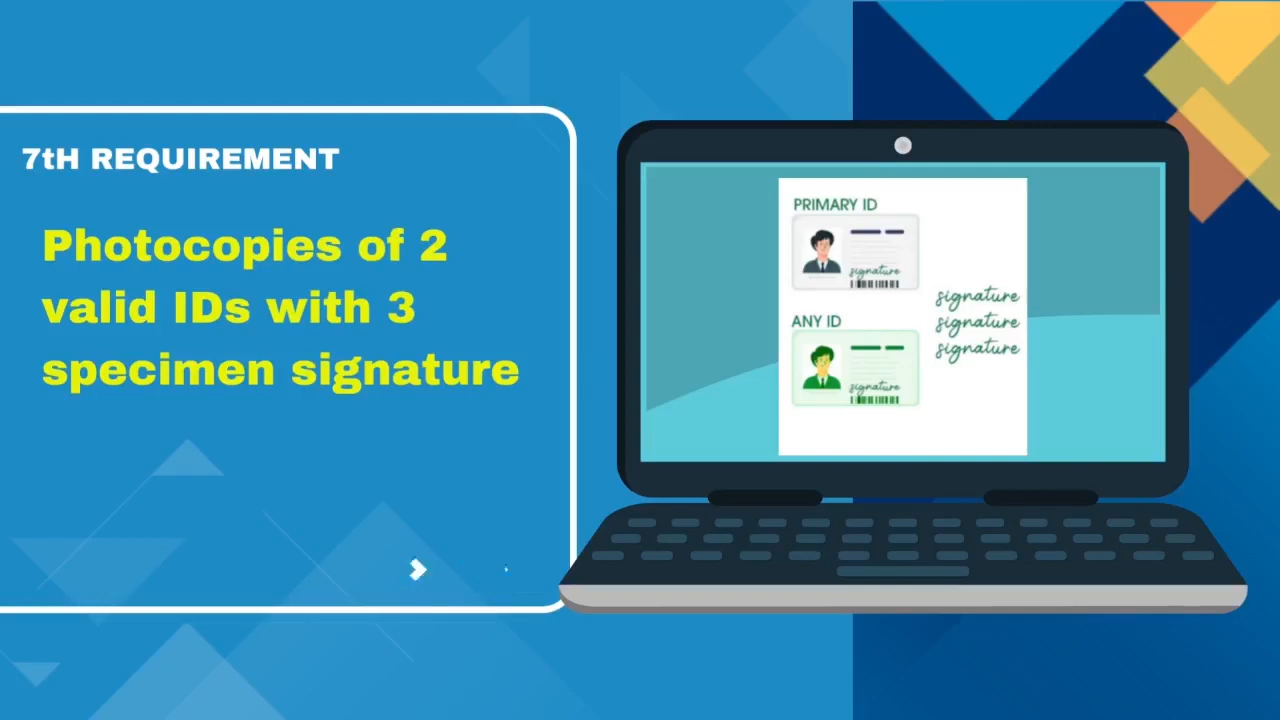 7tH REQUIREMENT
Photocopies of 2
valid IDs with 3
specimen signature
PRIMARY ID
signature
ANY ID
signature
signature
signature
signature